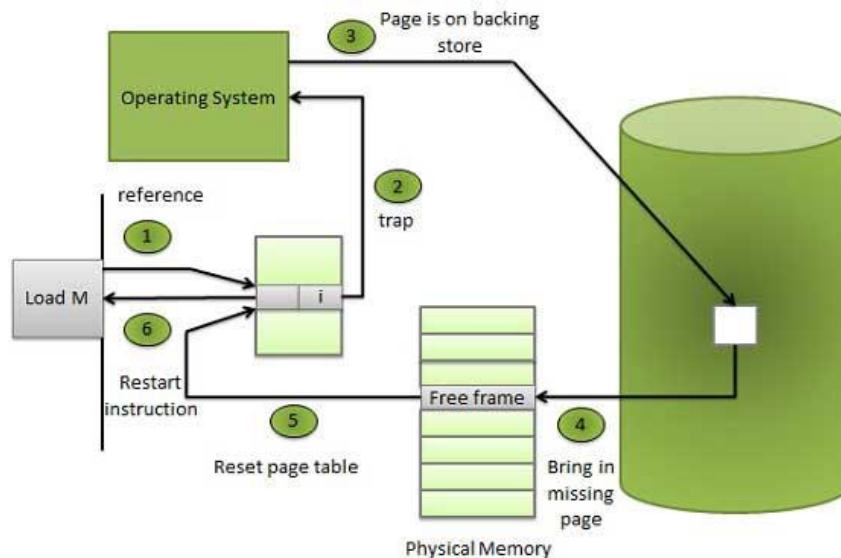 3
Page is on backing
store
Operating System
2
trap
reference
1
Load M
i
6
Restart
instruction
Free frame
5
Reset page table
4
Bring in
missing
page
Physical Memory